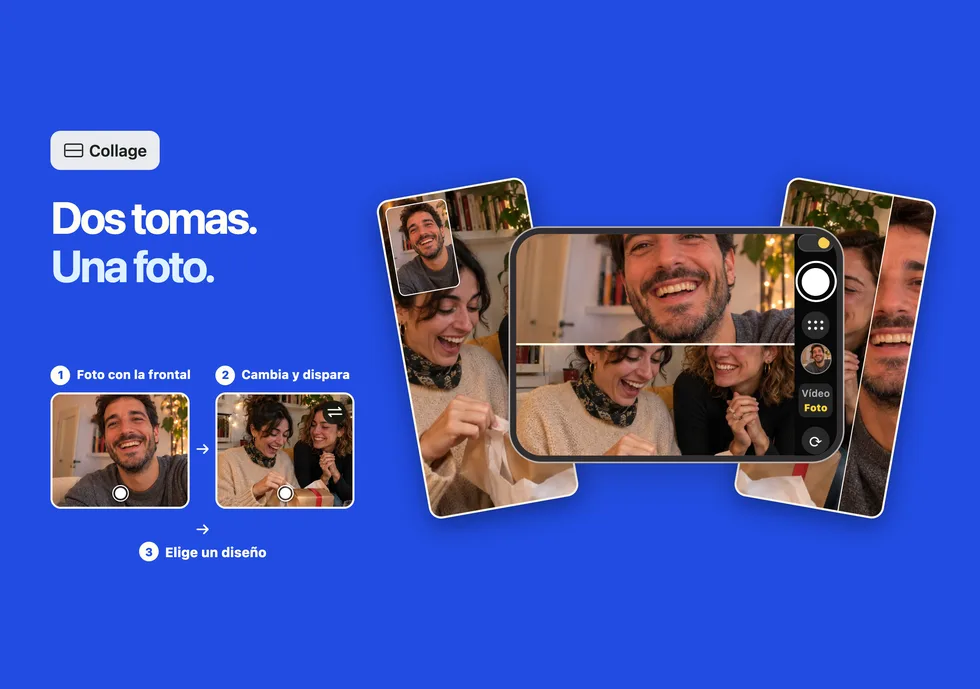 Collage
Dos tomas.
Una foto.
1 Foto con la frontal
2 Cambia y dispara
3 Elige un diseño
Vídeo
Foto